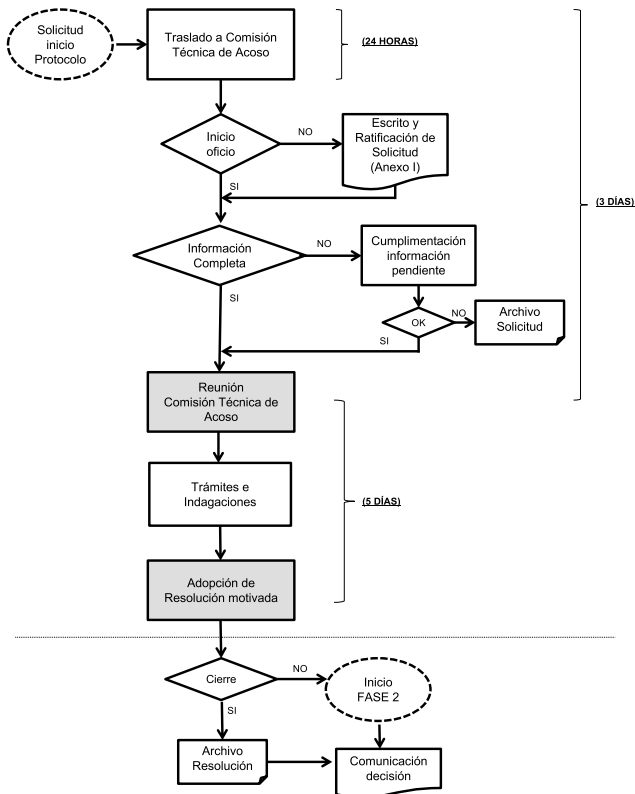 Solicitud
inicio
Protocolo
Traslado a Comisión
Técnica de Acoso
(24 HORAS)
Inicio
oficio
NO
Escrito y
Ratificación de
Solicitud
(Anexo I)
SI
(3 DÍAS)
Información
Completa
NO
Cumplimentación
información
pendiente
SI
OK
NO
Archivo
Solicitud
SI
Reunión
Comisión Técnica de
Acoso
Trámites e
Indagaciones
(5 DÍAS)
Adopción de
Resolución motivada
Cierre
NO
Inicio
FASE 2
SI
Archivo
Resolución
Comunicación
decisión